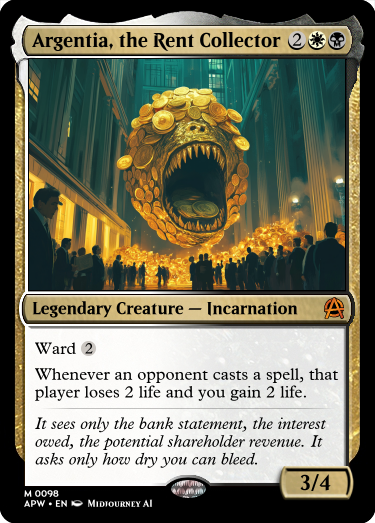 Argentia, the Rent Collector 2
Legendary Creature — Incarnation
Ward 2
Whenever an opponent casts a spell, that
player loses 2 life and you gain 2 life.
It sees only the bank statement, the interest
owed, the potential shareholder revenue. It
asks only how dry you can bleed.
3/4
M 0098
APW • EN Midjourney AI